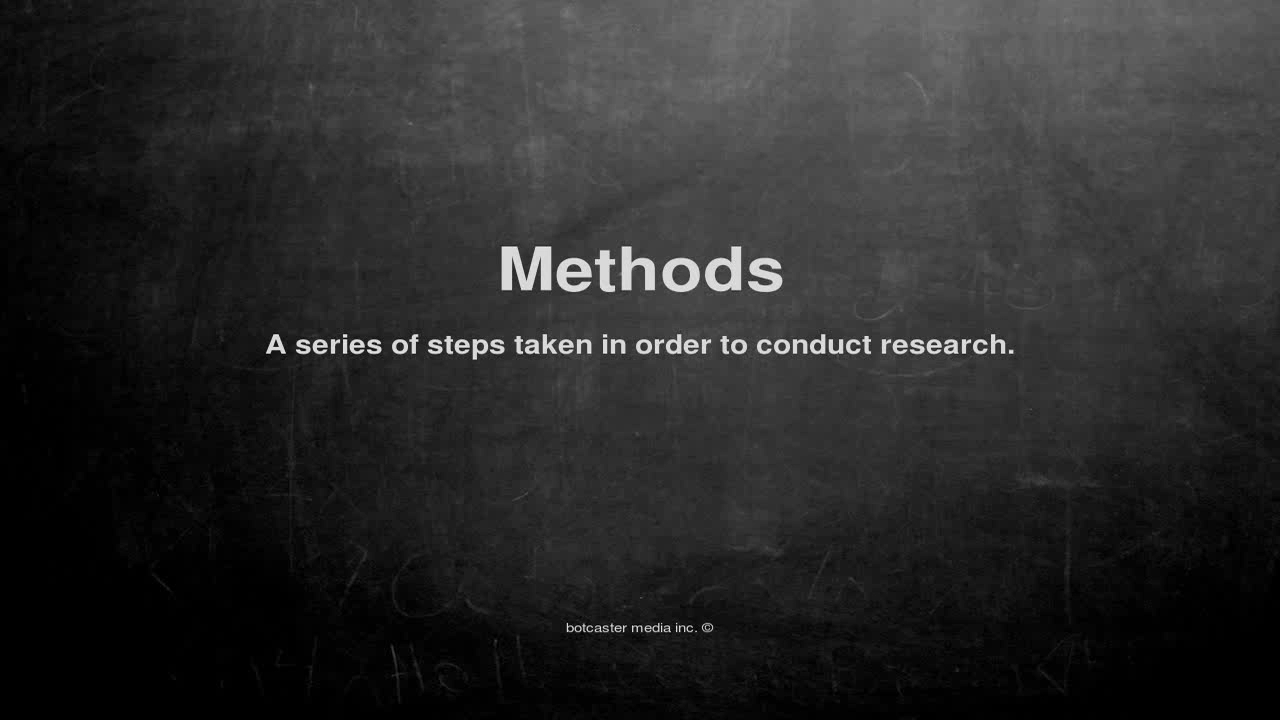 Methods
A series of steps taken in order to conduct research.
botcaster media inc. ©